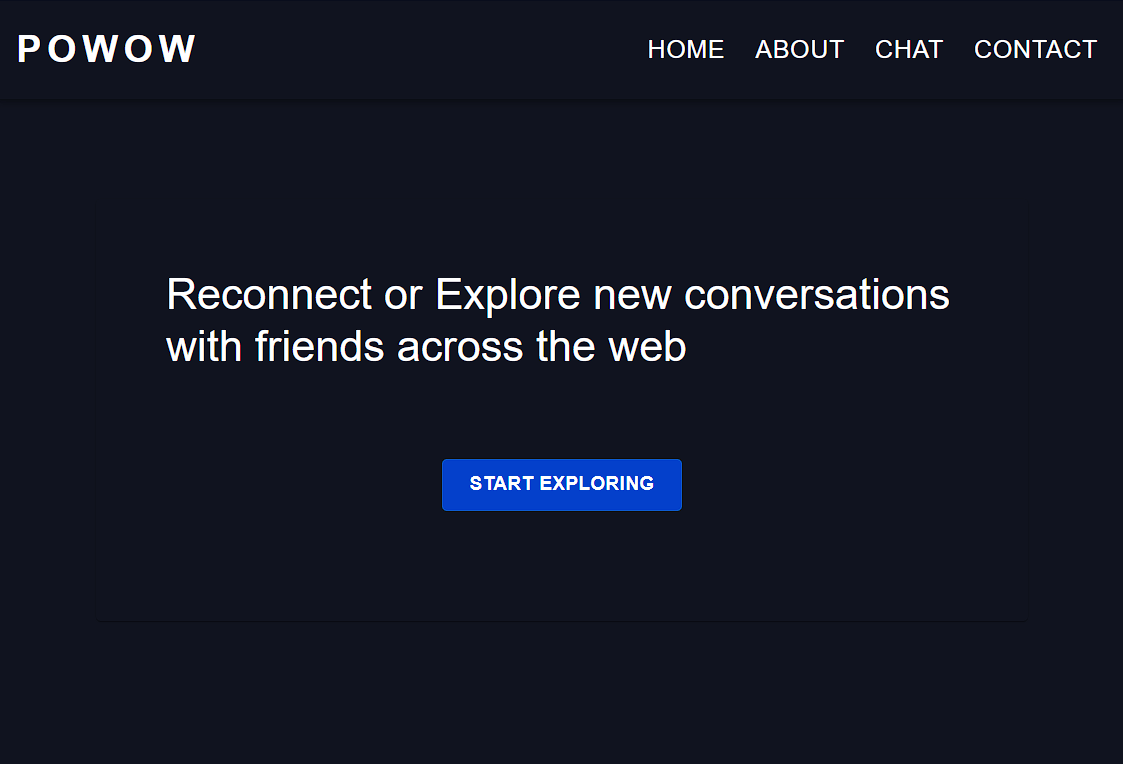 POWOW
HOME ABOUT CHAT CONTACT
Reconnect or Explore new conversations
with friends across the web
START EXPLORING